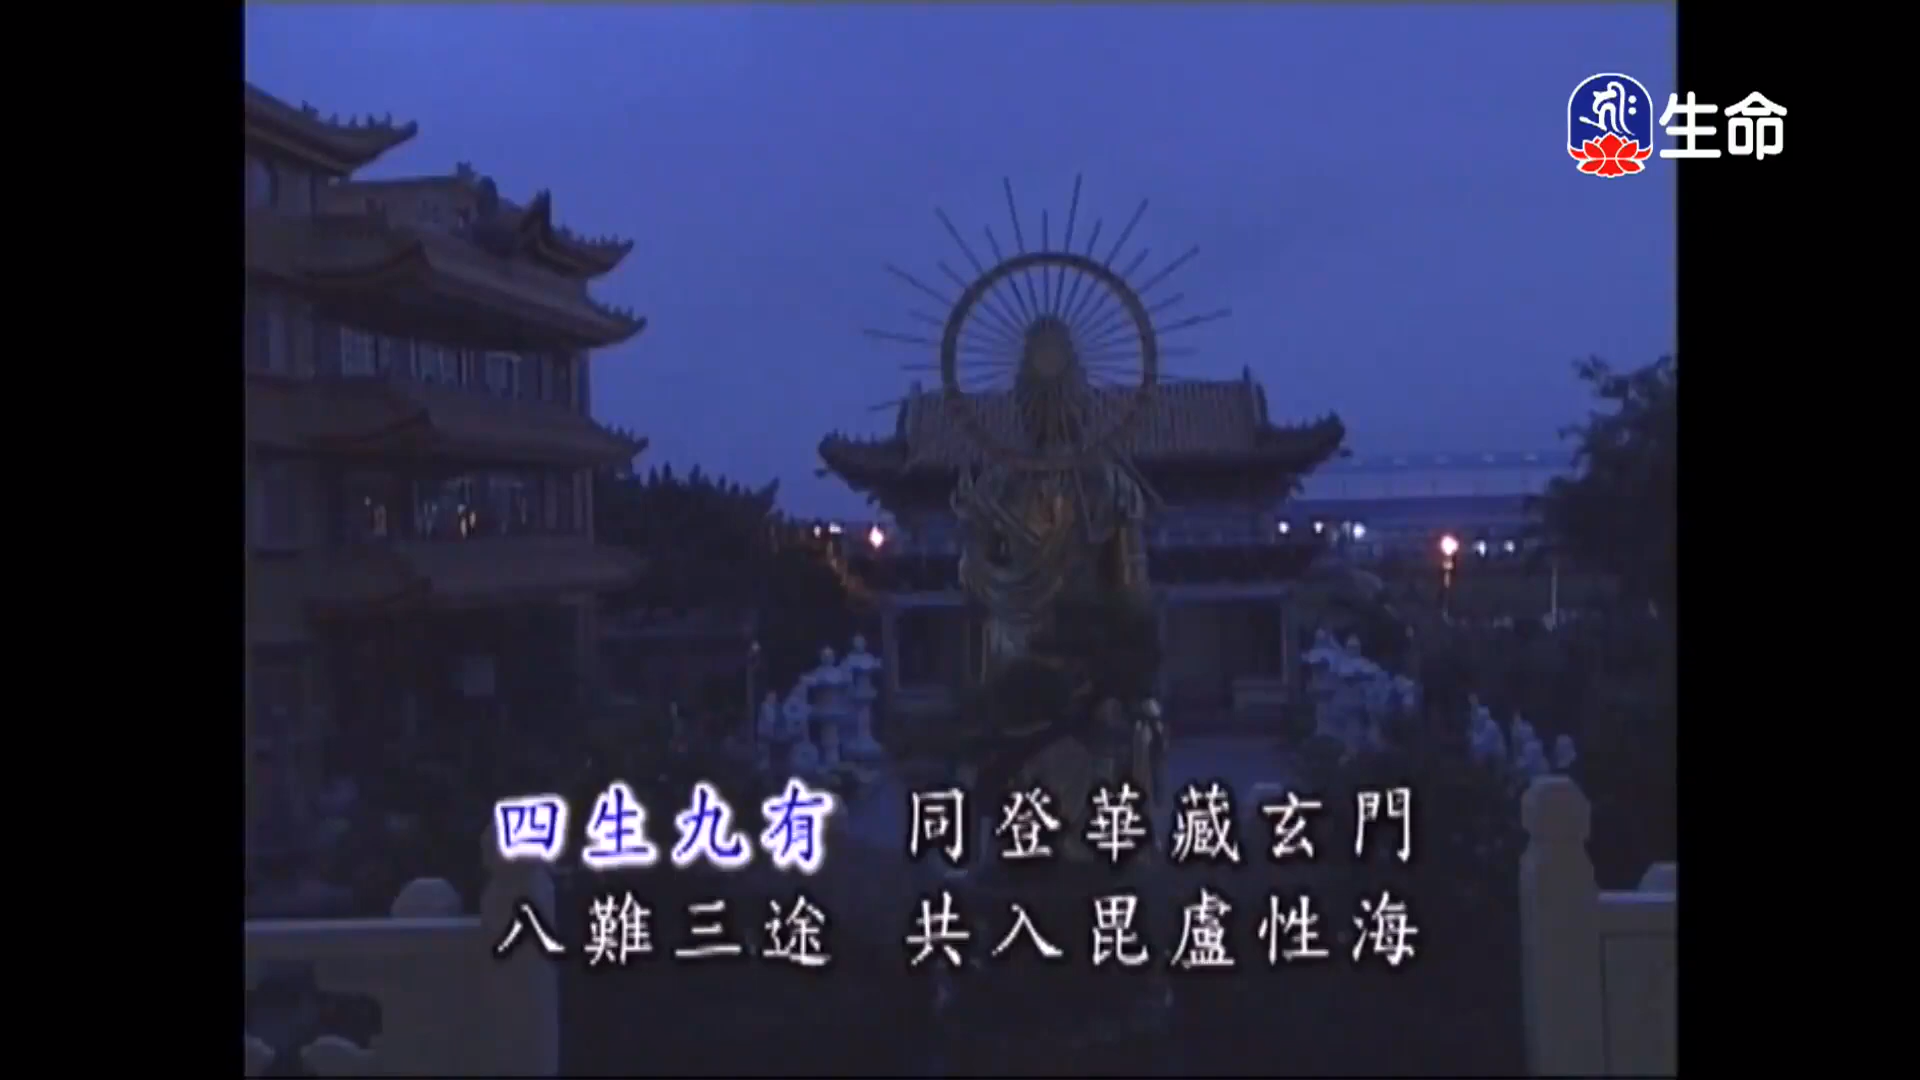 生命
四生九有 同登華藏玄門
八難三途 共入毘盧性海